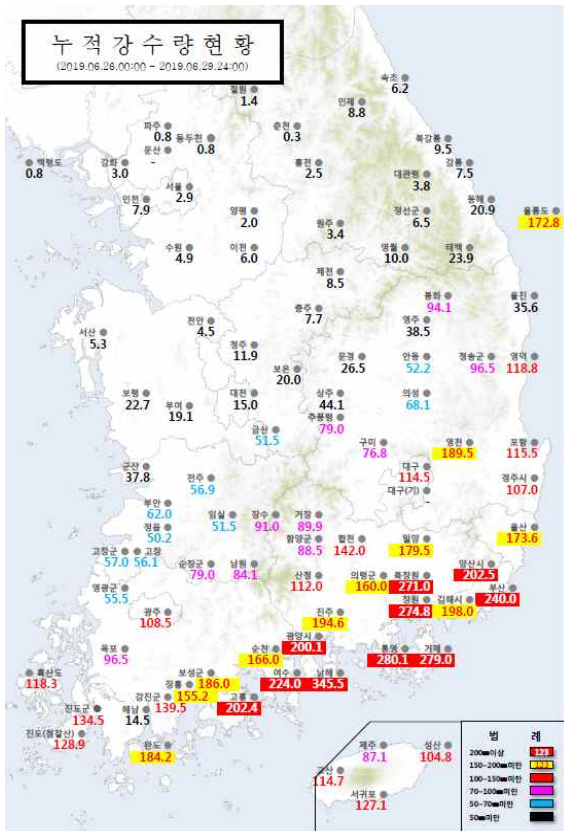 누적강수량현황
(2019.06.26.00:00 - 2019.06.29.24:00)
속초
6.2
철원
1.4
인제
8.8
파주
0.8
동두천
0.8
춘천
0.3
북강릉
9.5
문산
-
백령도
0.8
강화
3.0
홍천
2.5
강릉
7.5
대관령
3.8
서울
2.9
인천
7.9
양평
2.0
원주
3.4
정선군
6.5
동해
20.9
울릉도
172.8
수원
4.9
이천
6.0
영월
10.0
태백
23.9
제천
8.5
충주
7.7
봉화
94.1
울진
35.6
서산
5.3
천안
4.5
영주
38.5
청주
11.9
보은
20.0
문경
26.5
안동
52.2
청송군
96.5
영덕
118.8
보령
22.7
부여
19.1
대전
15.0
상주
44.1
의성
68.1
추풍령
79.0
금산
51.5
구미
76.8
영천
189.5
포항
115.5
군산
37.8
전주
56.9
대구
114.5
대구(기)
-
경주시
107.0
부안
62.0
임실
51.5
장수
91.0
거창
89.9
정읍
50.2
함양군
88.5
합천
142.0
밀양
179.5
울산
173.6
고창군
57.0
고창
56.1
순창군
79.0
남원
84.1
산청
112.0
의령군
160.0
북창원
271.0
양산시
202.5
영광군
55.5
부산
240.0
창원
274.8
김해시
198.0
광주
108.5
진주
194.6
광양시
200.1
목포
96.5
순천
166.0
통영
280.1
거제
279.0
흑산도
118.3
보성군
186.0
장흥
155.2
여수
224.0
남해
345.5
강진군
139.5
고흥
202.4
진도군
134.5
해남
14.5
진도(첨찰산)
128.9
완도
184.2
제주
87.1
성산
104.8
고산
114.7
서귀포
127.1
범 례
200㎜이상 123
150~200㎜미만 123
100~150㎜미만
70~100㎜미만
50~70㎜미만
50㎜미만